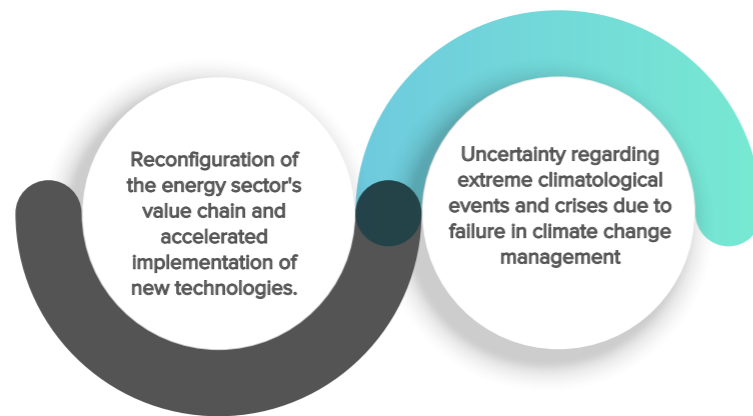 Reconfiguration of
the energy sector's
value chain and
accelerated
implementation of
new technologies.
Uncertainty regarding
extreme climatological
events and crises due to
failure in climate change
management